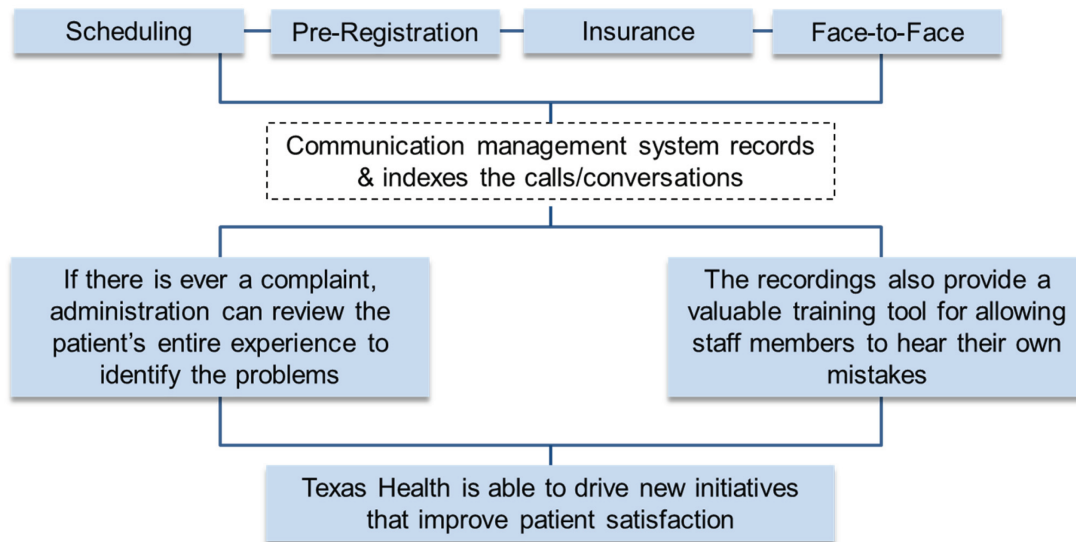 Scheduling
Pre-Registration
Insurance
Face-to-Face
Communication management system records
& indexes the calls/conversations
If there is ever a complaint,
administration can review the
patient's entire experience to
identify the problems
The recordings also provide a
valuable training tool for allowing
staff members to hear their own
mistakes
Texas Health is able to drive new initiatives
that improve patient satisfaction